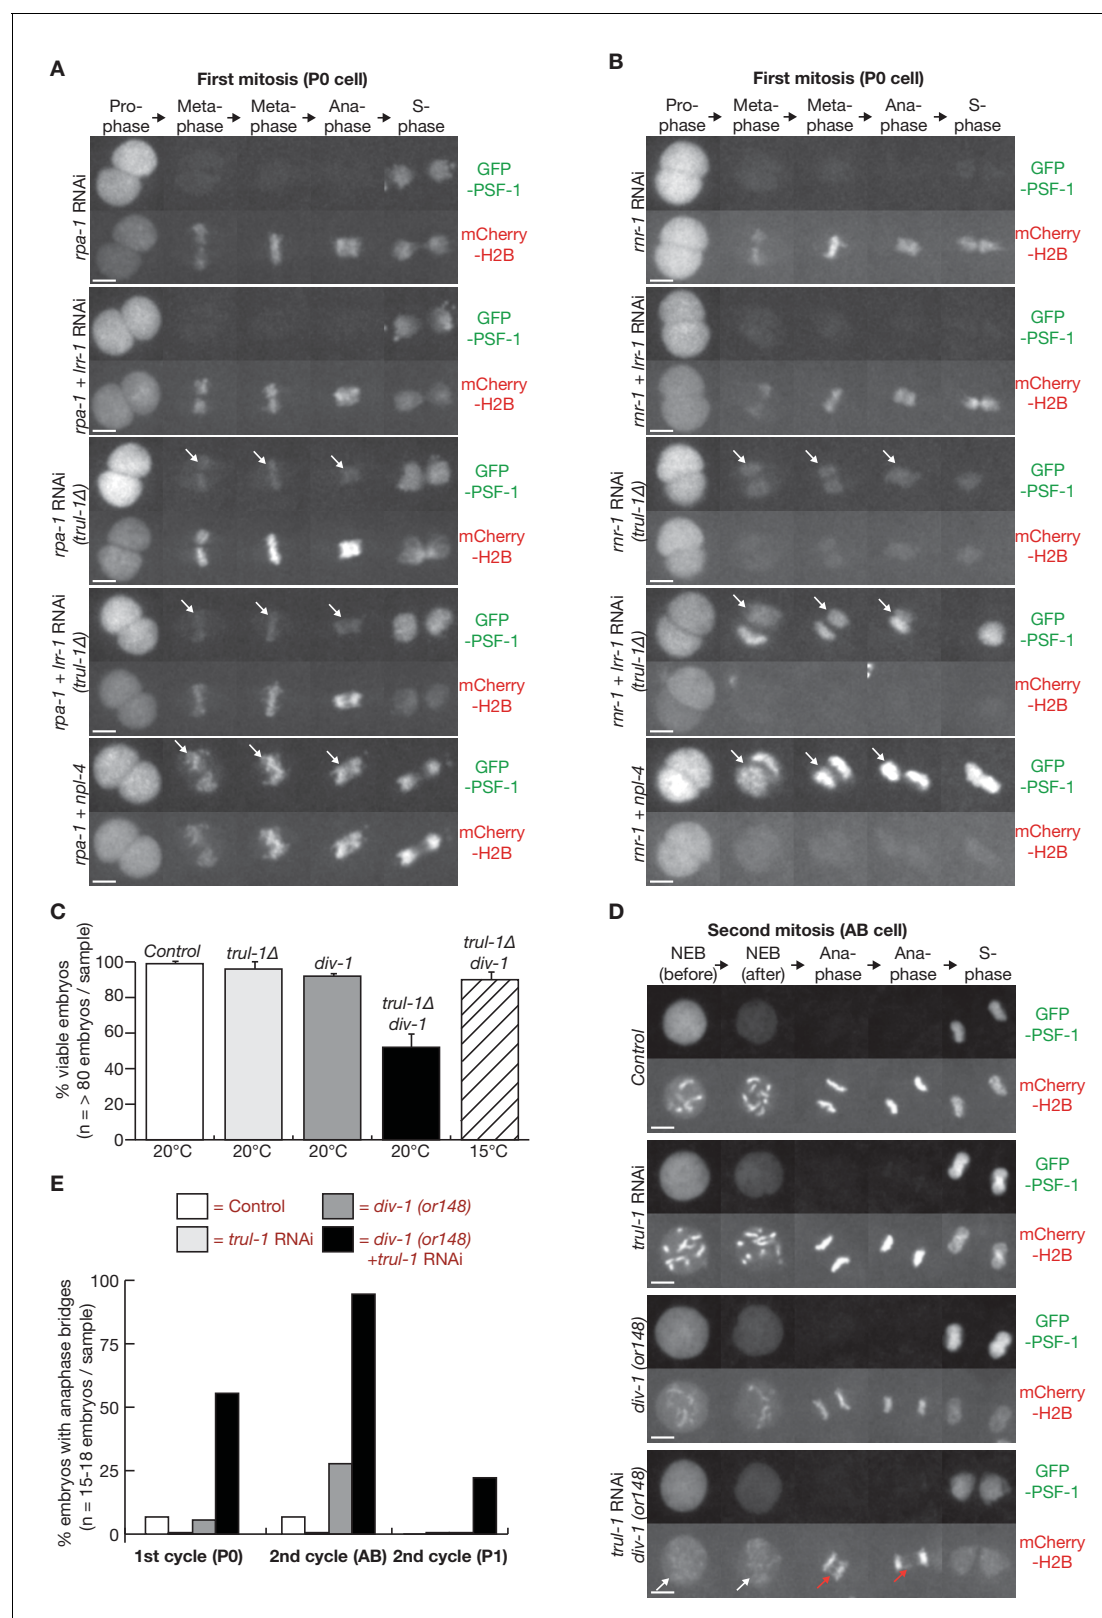 A
First mitosis (P0 cell)
Pro-phase → Meta-phase → Meta-phase → Ana-phase → S-phase
rpa-1 RNAi
GFP
-PSF-1
mCherry
-H2B
rpa-1 + lrr-1 RNAi
GFP
-PSF-1
mCherry
-H2B
rpa-1 RNAi
(trul-1Δ)
GFP
-PSF-1
mCherry
-H2B
rpa-1 + lrr-1 RNAi
(trul-1Δ)
GFP
-PSF-1
mCherry
-H2B
rpa-1 + npl-4
GFP
-PSF-1
mCherry
-H2B
B
First mitosis (P0 cell)
Pro-phase → Meta-phase → Meta-phase → Ana-phase → S-phase
rnr-1 RNAi
GFP
-PSF-1
mCherry
-H2B
rnr-1 + lrr-1 RNAi
GFP
-PSF-1
mCherry
-H2B
rnr-1 RNAi
(trul-1Δ)
GFP
-PSF-1
mCherry
-H2B
rnr-1 + lrr-1 RNAi
(trul-1Δ)
GFP
-PSF-1
mCherry
-H2B
rnr-1 + npl-4
GFP
-PSF-1
mCherry
-H2B
C
% viable embryos
(n = > 80 embryos / sample)
100
80
60
40
20
0
Control
trul-1Δ
div-1
trul-1Δ
div-1
trul-1Δ
div-1
20°C 20°C 20°C 20°C 15°C
D
Second mitosis (AB cell)
NEB (before) → NEB (after) → Ana-phase → Ana-phase → S-phase
Control
GFP
-PSF-1
mCherry
-H2B
trul-1 RNAi
GFP
-PSF-1
mCherry
-H2B
div-1 (or148)
GFP
-PSF-1
mCherry
-H2B
trul-1 RNAi
div-1 (or148)
GFP
-PSF-1
mCherry
-H2B
E
= Control
= div-1 (or148)
= trul-1 RNAi
= div-1 (or148)
+trul-1 RNAi
% embryos with anaphase bridges
(n = 15-18 embryos / sample)
100
75
50
25
0
1st cycle (P0) 2nd cycle (AB) 2nd cycle (P1)